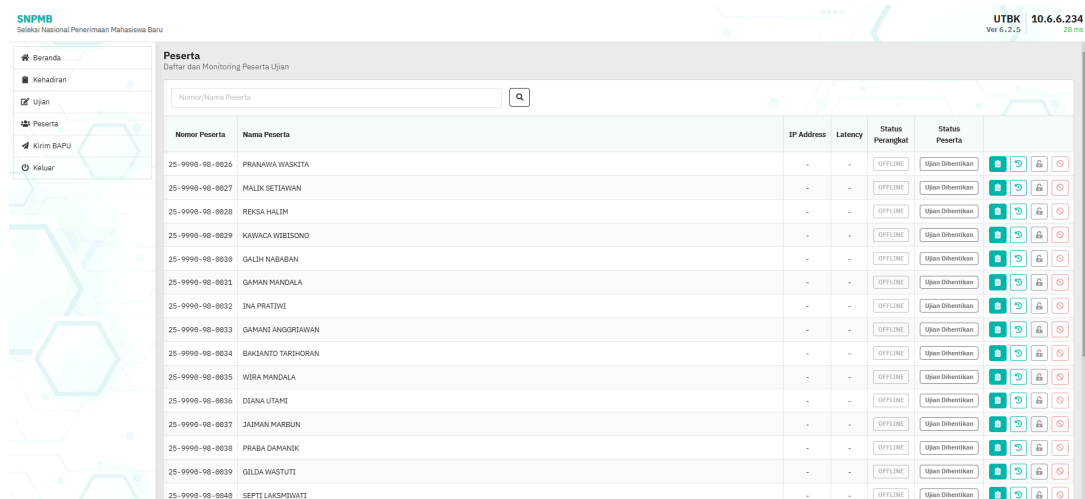 SNPMB
Seleksi Nasional Penerimaan Mahasiswa Baru
UTBK 10.6.6.234
Ver 6.2.5 28 ms
Beranda
Kehadiran
Ujian
Peserta
Kirim BAPU
Keluar
Peserta
Daftar dan Monitoring Peserta Ujian
Nomor/Nama Peserta
Nomor Peserta Nama Peserta IP Address Latency Status Perangkat Status Peserta
25-9990-98-0026 PRANAWA WASKITA - - OFFLINE Ujian Dihentikan
25-9990-98-0027 MALIK SETIAWAN - - OFFLINE Ujian Dihentikan
25-9990-98-0028 REKSA HALIM - - OFFLINE Ujian Dihentikan
25-9990-98-0029 KAWACA WIBISONO - - OFFLINE Ujian Dihentikan
25-9990-98-0030 GALIH NABABAN - - OFFLINE Ujian Dihentikan
25-9990-98-0031 GAMAN MANDALA - - OFFLINE Ujian Dihentikan
25-9990-98-0032 INA PRATIWI - - OFFLINE Ujian Dihentikan
25-9990-98-0033 GAMANI ANGGRIAWAN - - OFFLINE Ujian Dihentikan
25-9990-98-0034 BAKIANTO TARIHORAN - - OFFLINE Ujian Dihentikan
25-9990-98-0035 WIRA MANDALA - - OFFLINE Ujian Dihentikan
25-9990-98-0036 DIANA UTAMI - - OFFLINE Ujian Dihentikan
25-9990-98-0037 JAIMAN MARBUN - - OFFLINE Ujian Dihentikan
25-9990-98-0038 PRABA DAMANIK - - OFFLINE Ujian Dihentikan
25-9990-98-0039 GILDA WASTUTI - - OFFLINE Ujian Dihentikan
25-9990-98-0040 SEPTI LAKSMIWATI - - OFFLINE Ujian Dihentikan